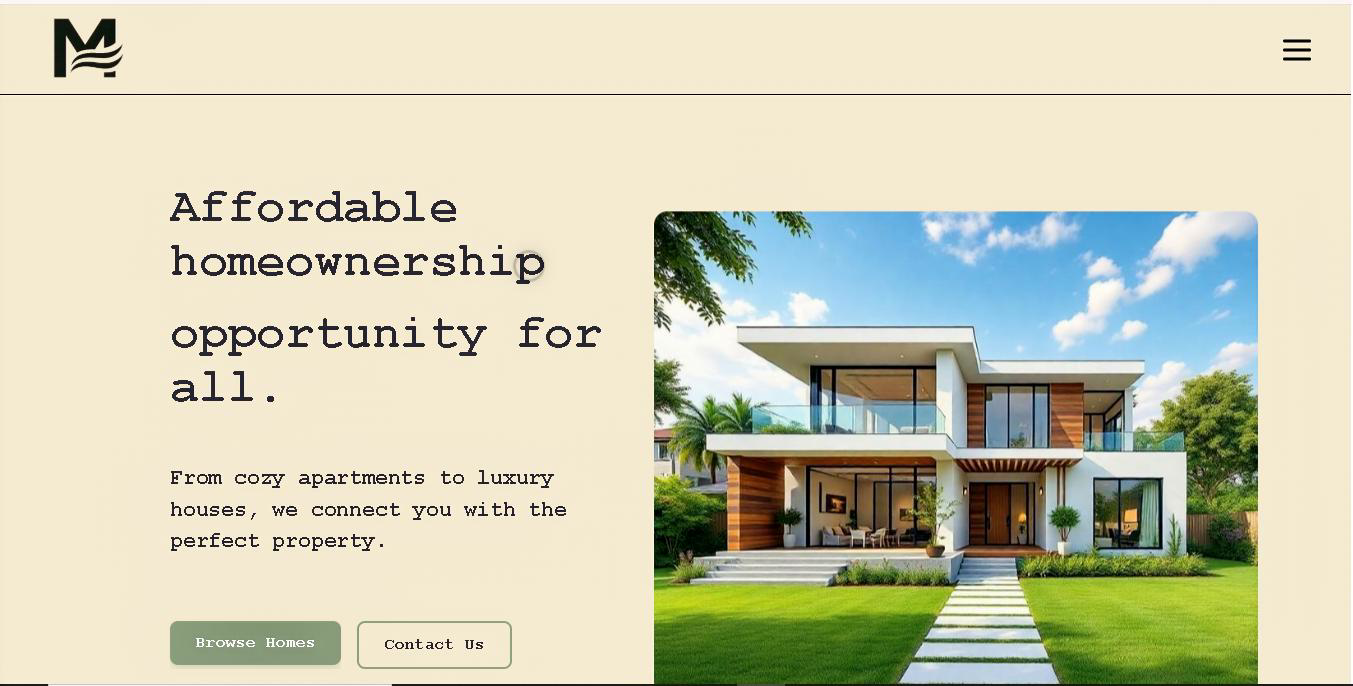 M
Affordable
homeownership
opportunity for
all.
From cozy apartments to luxury
houses, we connect you with the
perfect property.
Browse Homes
Contact Us